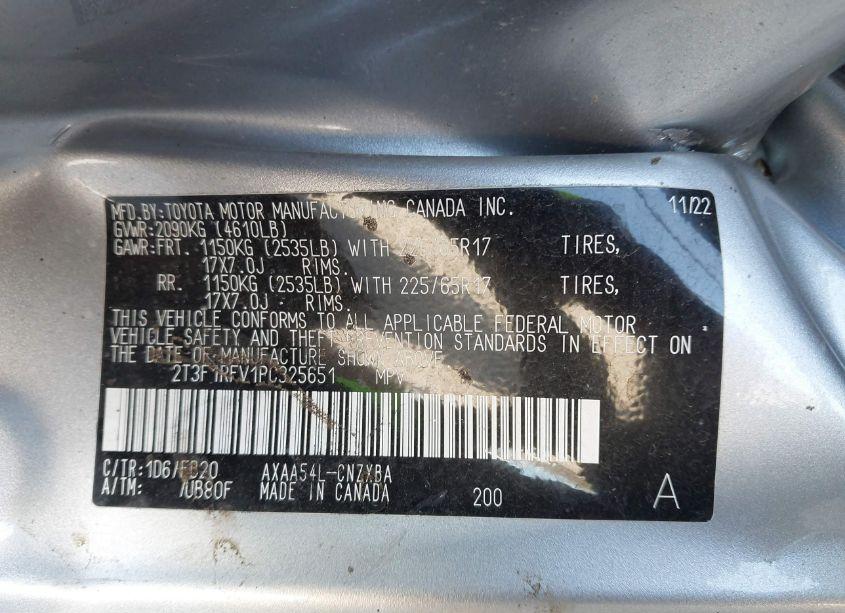 MFD.BY:TOYOTA MOTOR MANUFACTURING CANADA INC. 11/22
GVWR:2090KG (4610LB)
GAWR:FRT. 1150KG (2535LB) WITH 225/65R17 TIRES,
17X7.0J RIMS.
RR. 1150KG (2535LB) WITH 225/65R17 TIRES,
17X7.0J RIMS.
THIS VEHICLE CONFORMS TO ALL APPLICABLE FEDERAL MOTOR
VEHICLE SAFETY AND THEFT PREVENTION STANDARDS IN EFFECT ON
THE DATE OF MANUFACTURE SHOWN ABOVE.
2T3F1RFV1PC325651 MPV
C/TR:1D6/FB20 AXAA54L-CNZXBA
A/TM: /UB80F MADE IN CANADA 200 A